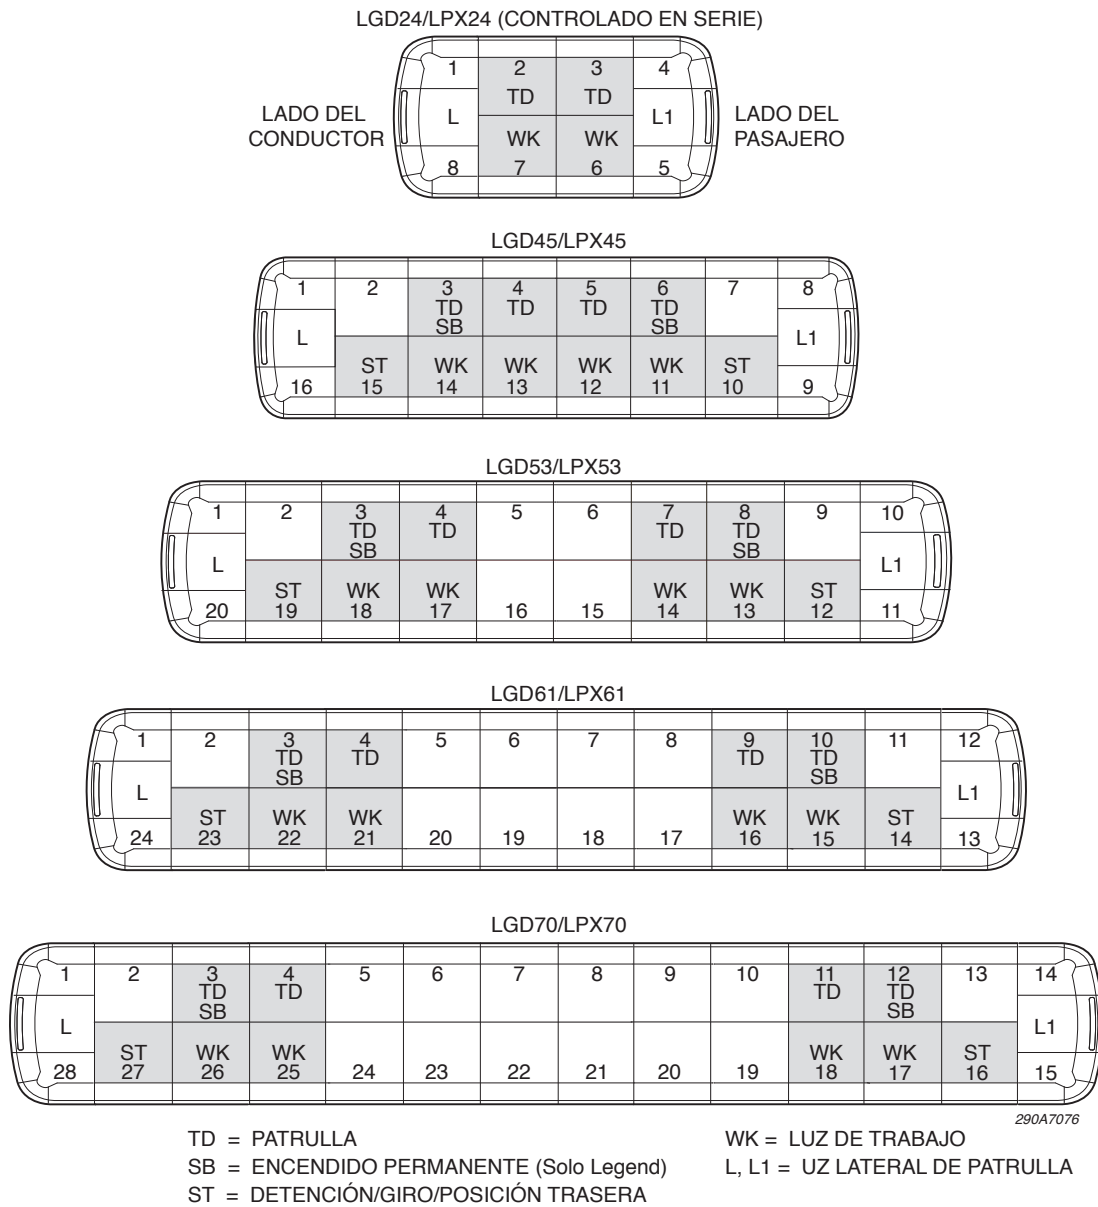 LGD24/LPX24 (CONTROLADO EN SERIE)
1 2 3 4
TD TD
LADO DEL CONDUCTOR
L L1
LADO DEL PASAJERO
WK WK
8 7 6 5
LGD45/LPX45
1 2 3 4 5 6 7 8
TD TD TD TD
SB SB
L L1
ST WK WK WK WK ST
16 15 14 13 12 11 10 9
LGD53/LPX53
1 2 3 4 5 6 7 8 9 10
TD TD TD TD
SB SB
L L1
ST WK WK WK WK ST
20 19 18 17 16 15 14 13 12 11
LGD61/LPX61
1 2 3 4 5 6 7 8 9 10 11 12
TD TD TD TD
SB SB
L L1
ST WK WK WK WK ST
24 23 22 21 20 19 18 17 16 15 14 13
LGD70/LPX70
1 2 3 4 5 6 7 8 9 10 11 12 13 14
TD TD TD TD
SB SB
L L1
ST WK WK WK WK ST
28 27 26 25 24 23 22 21 20 19 18 17 16 15
290A7076
TD = PATRULLA
SB = ENCENDIDO PERMANENTE (Solo Legend)
ST = DETENCIÓN/GIRO/POSICIÓN TRASERA
WK = LUZ DE TRABAJO
L, L1 = UZ LATERAL DE PATRULLA